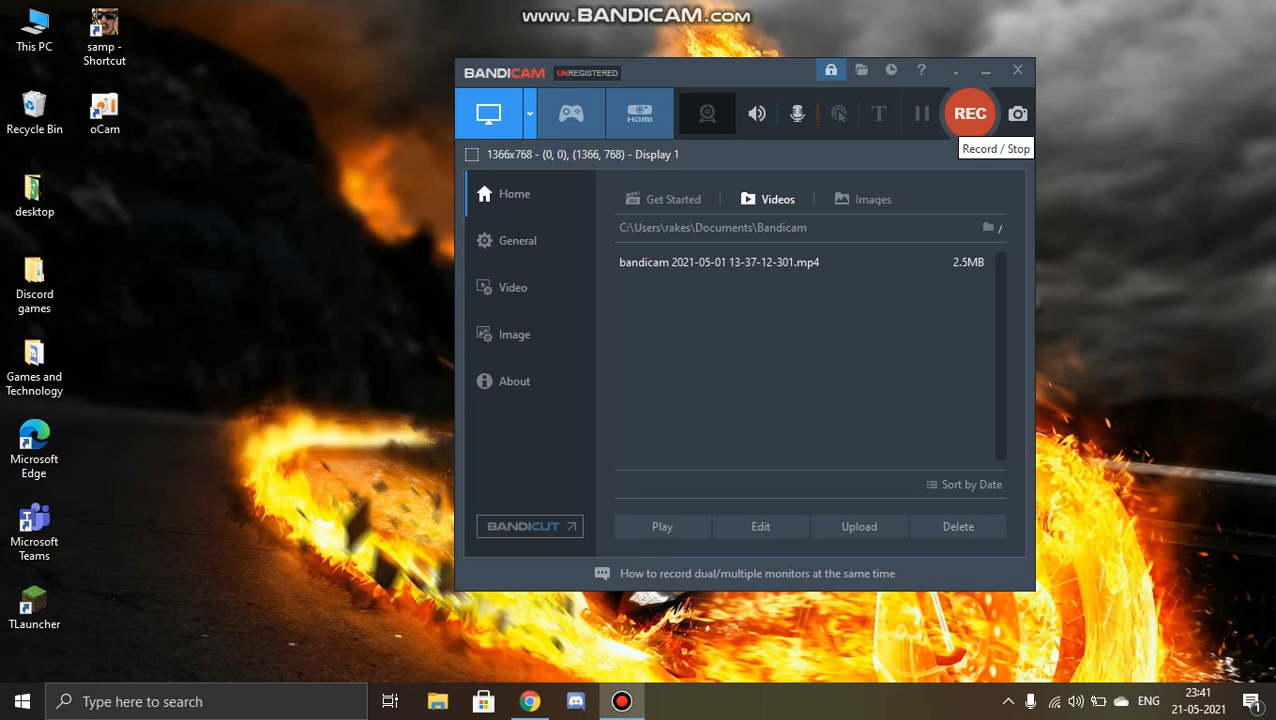 www.BANDICAM.com
This PC
samp -
Shortcut
Recycle Bin
oCam
desktop
Discord
games
Games and
Technology
Microsoft
Edge
Microsoft
Teams
TLauncher
BANDICAM UNREGISTERED
?
HDMI
T
REC
Record / Stop
1366x768 - (0, 0), (1366, 768) - Display 1
Home
General
Video
Image
About
BANDICUT
Get Started
Videos
Images
C:\Users\rakes\Documents\Bandicam
/
bandicam 2021-05-01 13-37-12-301.mp4 2.5MB
Sort by Date
Play Edit Upload Delete
How to record dual/multiple monitors at the same time
Type here to search
ENG
23:41
21-05-2021
1